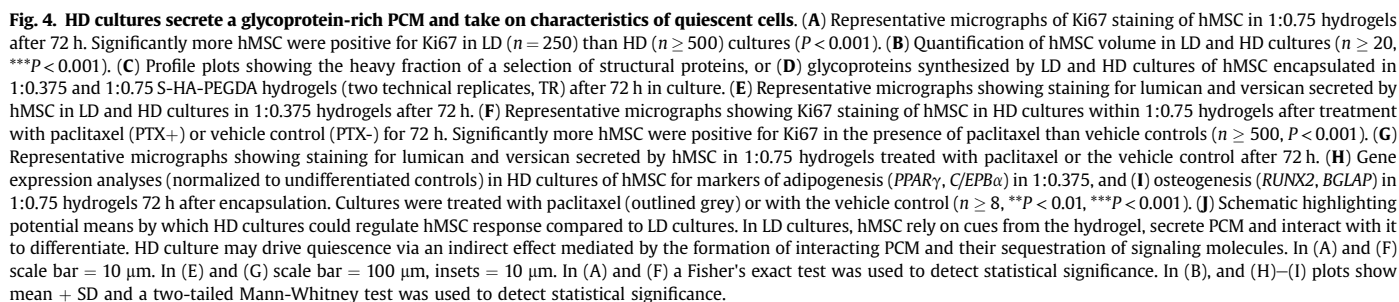 Fig. 4. HD cultures secrete a glycoprotein-rich PCM and take on characteristics of quiescent cells. (A) Representative micrographs of Ki67 staining of hMSC in 1:0.75 hydrogels
after 72 h. Significantly more hMSC were positive for Ki67 in LD (n = 250) than HD (n ≥ 500) cultures (P < 0.001). (B) Quantification of hMSC volume in LD and HD cultures (n ≥ 20,
***P < 0.001). (C) Profile plots showing the heavy fraction of a selection of structural proteins, or (D) glycoproteins synthesized by LD and HD cultures of hMSC encapsulated in
1:0.375 and 1:0.75 S-HA-PEGDA hydrogels (two technical replicates, TR) after 72 h in culture. (E) Representative micrographs showing staining for lumican and versican secreted by
hMSC in LD and HD cultures in 1:0.375 hydrogels after 72 h. (F) Representative micrographs showing Ki67 staining of hMSC in HD cultures within 1:0.75 hydrogels after treatment
with paclitaxel (PTX+) or vehicle control (PTX-) for 72 h. Significantly more hMSC were positive for Ki67 in the presence of paclitaxel than vehicle controls (n ≥ 500, P < 0.001). (G)
Representative micrographs showing staining for lumican and versican secreted by hMSC in 1:0.75 hydrogels treated with paclitaxel or the vehicle control after 72 h. (H) Gene
expression analyses (normalized to undifferentiated controls) in HD cultures of hMSC for markers of adipogenesis (PPARγ, C/EPBα) in 1:0.375, and (I) osteogenesis (RUNX2, BGLAP) in
1:0.75 hydrogels 72 h after encapsulation. Cultures were treated with paclitaxel (outlined grey) or with the vehicle control (n ≥ 8, **P < 0.01, ***P < 0.001). (J) Schematic highlighting
potential means by which HD cultures could regulate hMSC response compared to LD cultures. In LD cultures, hMSC rely on cues from the hydrogel, secrete PCM and interact with it
to differentiate. HD culture may drive quiescence via an indirect effect mediated by the formation of interacting PCM and their sequestration of signaling molecules. In (A) and (F)
scale bar = 10 μm. In (E) and (G) scale bar = 100 μm, insets = 10 μm. In (A) and (F) a Fisher's exact test was used to detect statistical significance. In (B), and (H)–(I) plots show
mean + SD and a two-tailed Mann-Whitney test was used to detect statistical significance.